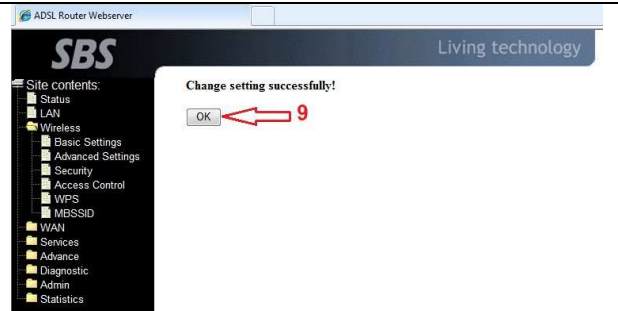 ADSL Router Webserver
SBS
Living technology
Site contents:
Status
LAN
Wireless
Basic Settings
Advanced Settings
Security
Access Control
WPS
MBSSID
WAN
Services
Advance
Diagnostic
Admin
Statistics
Change setting successfully!
OK 9